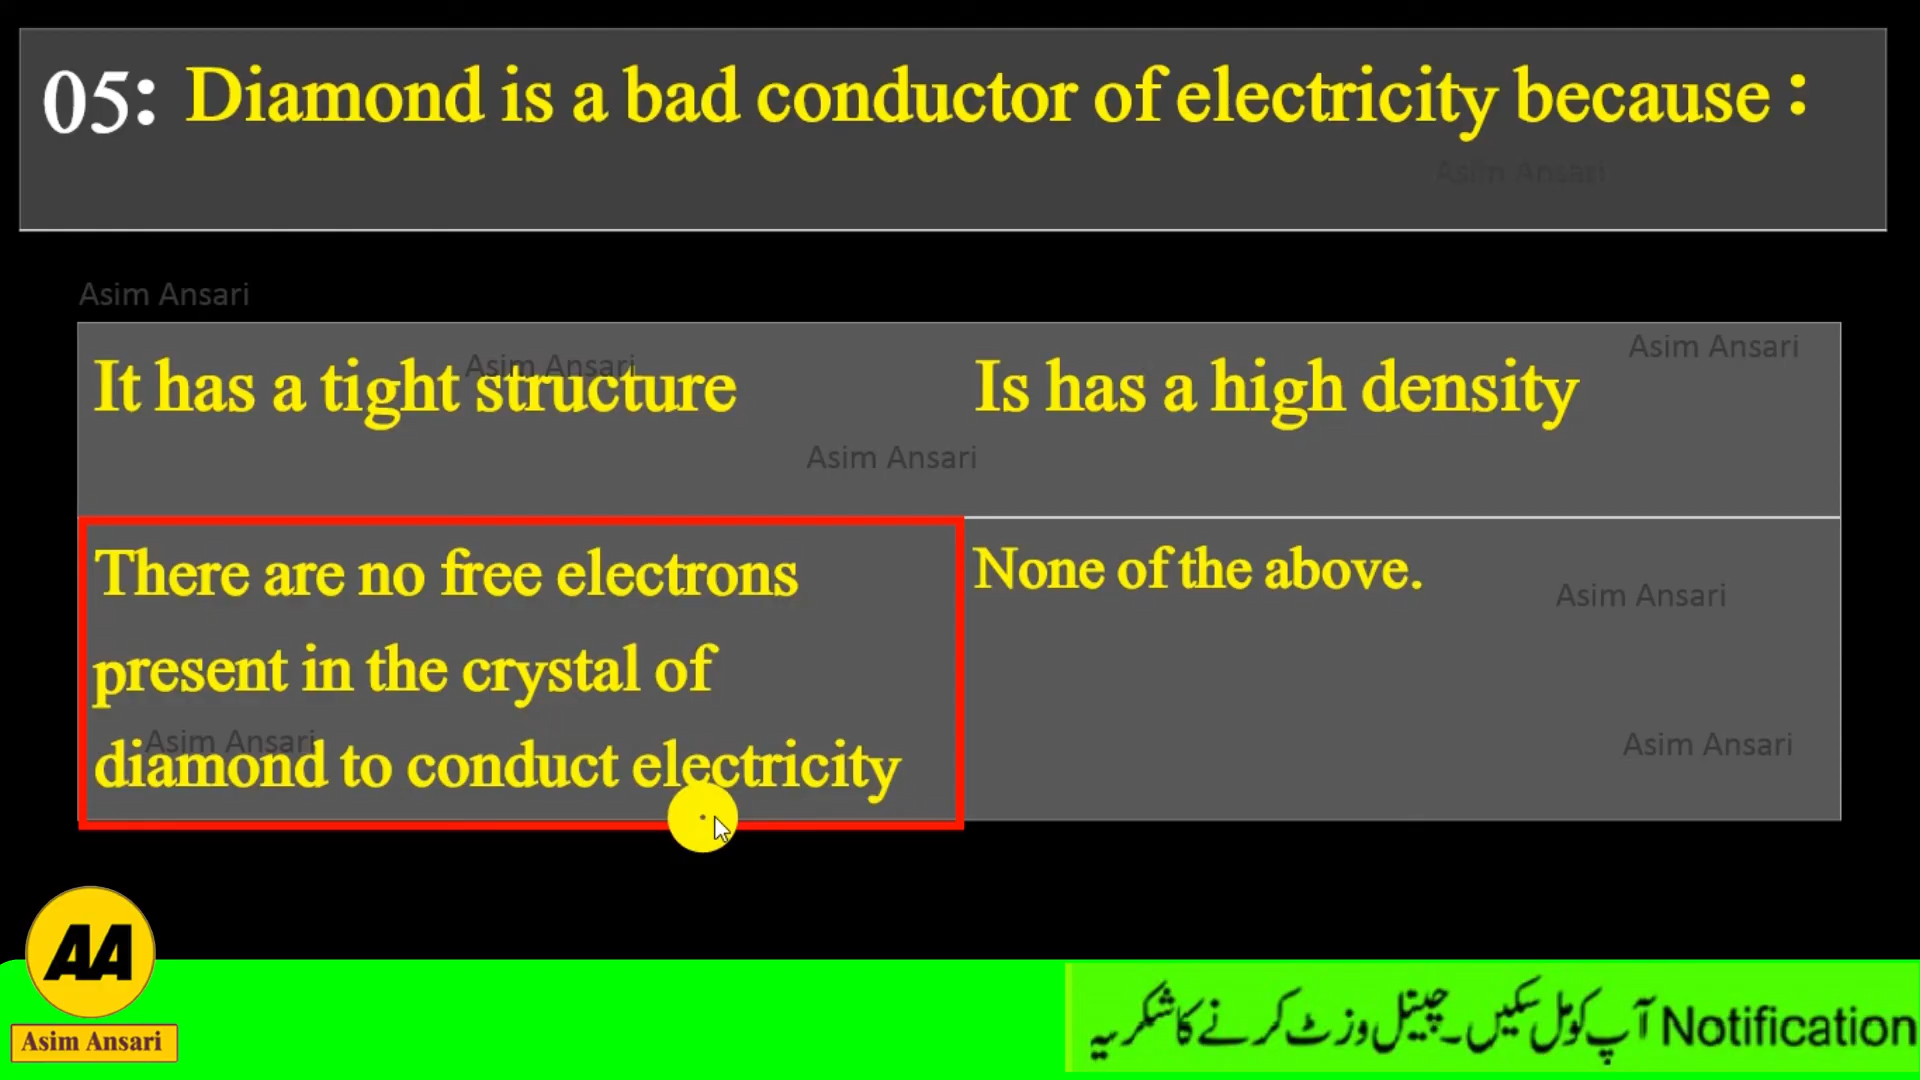 05: Diamond is a bad conductor of electricity because :
Asim Ansari
Asim Ansari
Asim Ansari
Asim Ansari
It has a tight structure
Is has a high density
Asim Ansari
There are no free electrons
present in the crystal of
diamond to conduct electricity
None of the above.
Asim Ansari
Asim Ansari
Asim Ansari
AA
Asim Ansari
Notification آپ کو مل سکیں۔ چینل وزٹ کرنے کا شکریہ